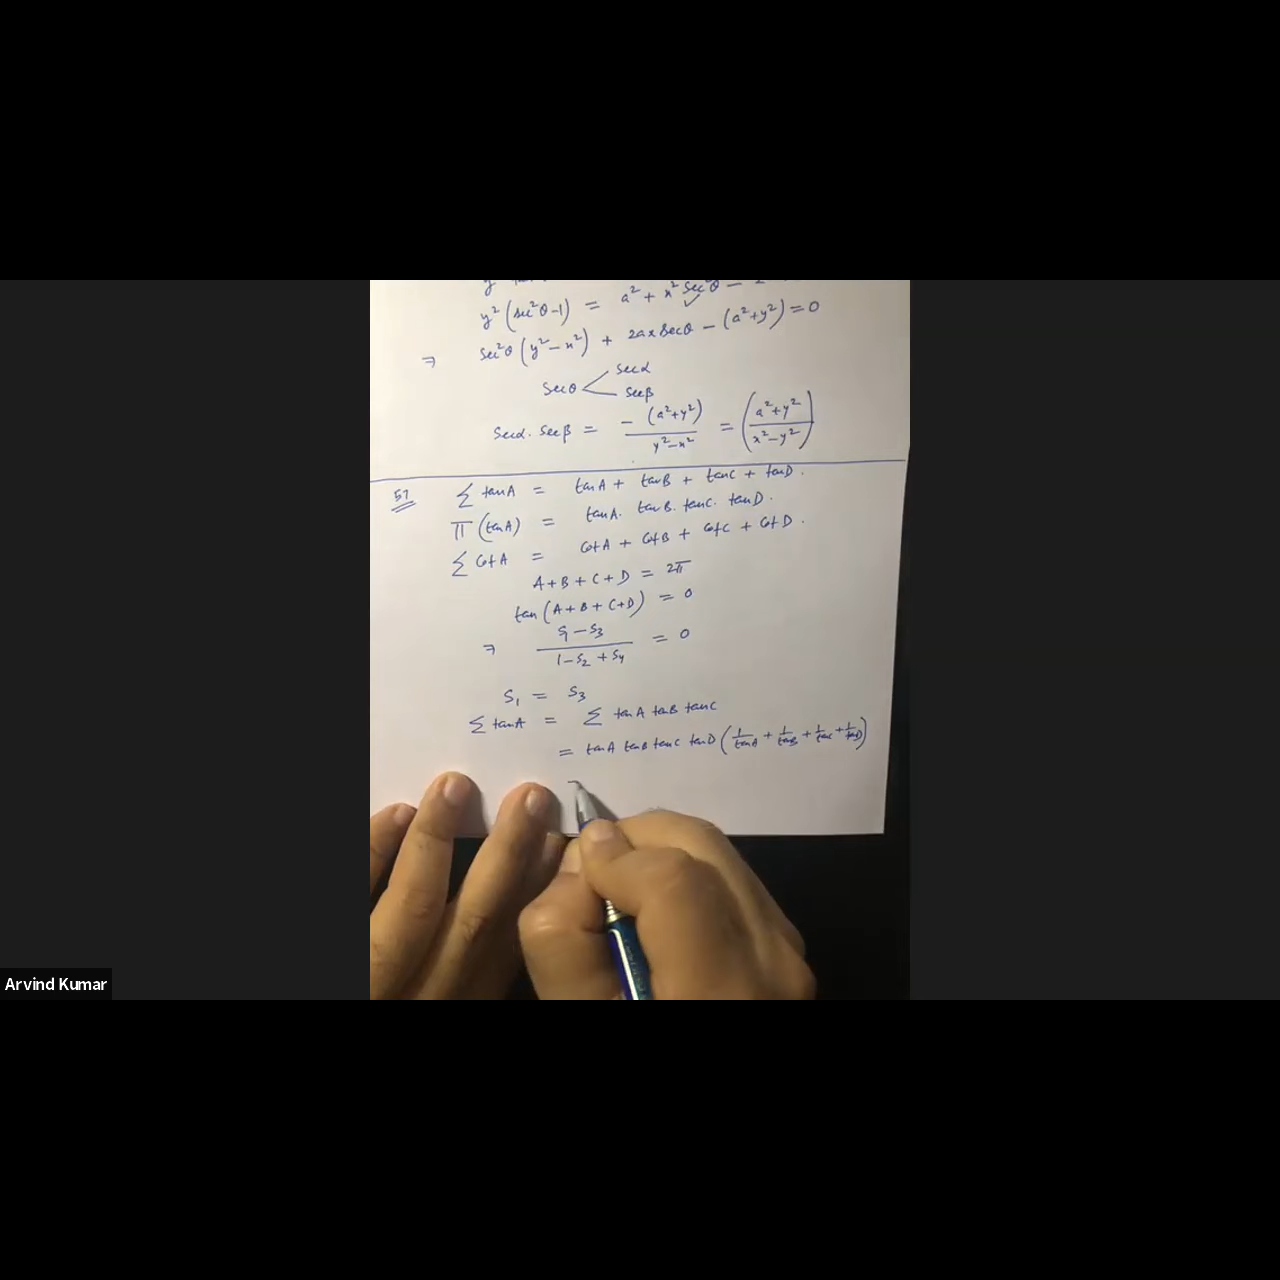 y² (sec²θ-1) = a² + x² sec²θ -
⇒ sec²θ (y² - x²) + 2ax secθ - (a²+y²) = 0
secα
secθ <
secβ
secα. secβ = - (a²+y²) / y²-x² = (a²+y² / x²-y²)
57 Σ tanA = tanA + tanB + tanC + tanD.
π (tanA) = tanA. tanB. tanC. tanD.
Σ cotA = cotA + cotB + cotC + cotD.
A+B+C+D = 2π
tan (A+B+C+D) = 0
⇒ S₁ - S₃ / 1 - S₂ + S₄ = 0
S₁ = S₃
Σ tanA = Σ tanA tanB tanC
= tanA tanB tanC tanD (1/tanA + 1/tanB + 1/tanC + 1/tanD)
Arvind Kumar